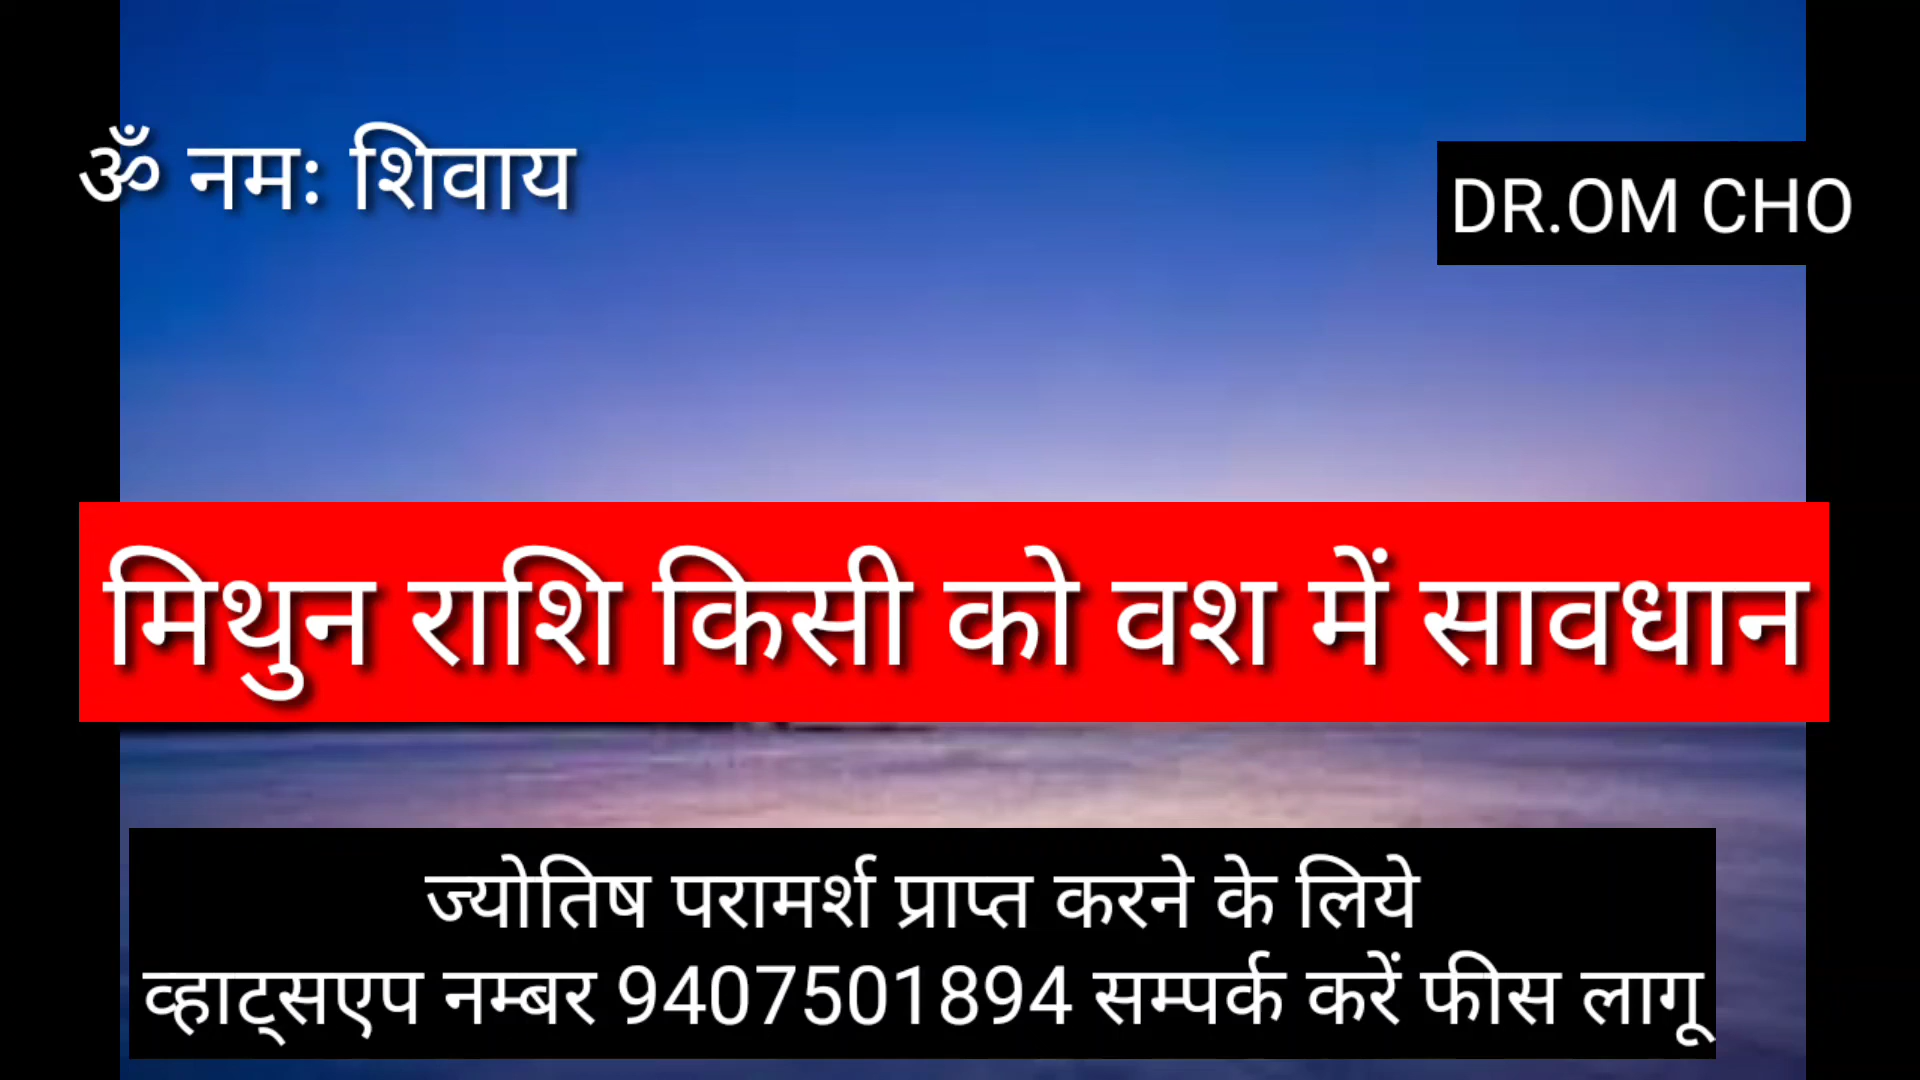 ॐ नमः शिवाय
DR.OM CHO
मिथुन राशि किसी को वश में सावधान
ज्योतिष परामर्श प्राप्त करने के लिये
व्हाट्सएप नम्बर 9407501894 सम्पर्क करें फीस लागू